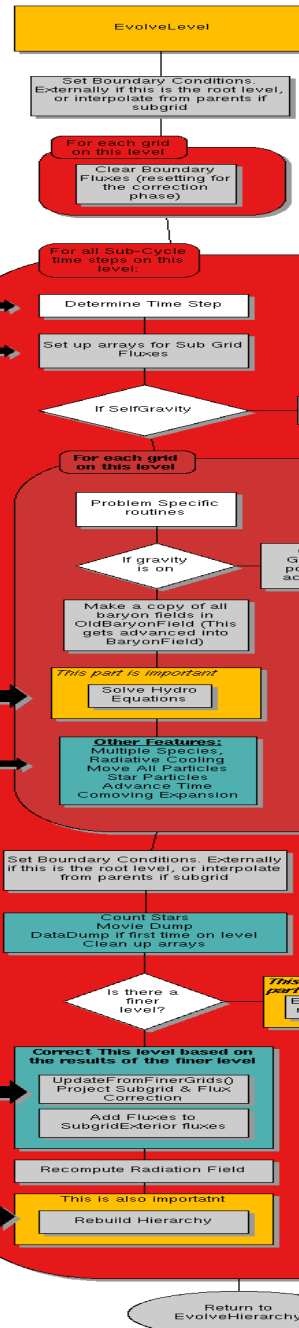 EvolveLevel
Set Boundary Conditions.
Externally if this is the root level,
or interpolate from parents if
subgrid
For each grid
on this level
Clear Boundary
Fluxes (resetting for
the correction
phase)
For all Sub-Cycle
time steps on this
level:
Determine Time Step
Set up arrays for Sub Grid
Fluxes
If SelfGravity
For each grid
on this level
Problem Specific
routines
If gravity
is on
Make a copy of all
baryon fields in
OldBaryonField (This
gets advanced into
BaryonField)
This part is important
Solve Hydro
Equations
Other Features:
Multiple Species,
Radiative Cooling
Move All Particles
Star Particles
Advance Time
Comoving Expansion
Set Boundary Conditions. Externally
if this is the root level, or interpolate
from parents if subgrid
Count Stars
Movie Dump
DataDump if first time on level
Clean up arrays
Is there a
finer
level?
This
part
Correct This level based on
the results of the finer level
UpdateFromFinerGrids()
Project Subgrid & Flux
Correction
Add Fluxes to
SubgridExterior fluxes
Recompute Radiation Field
This is also importatnt
Rebuild Hierarchy
Return to
EvolveHierarchy